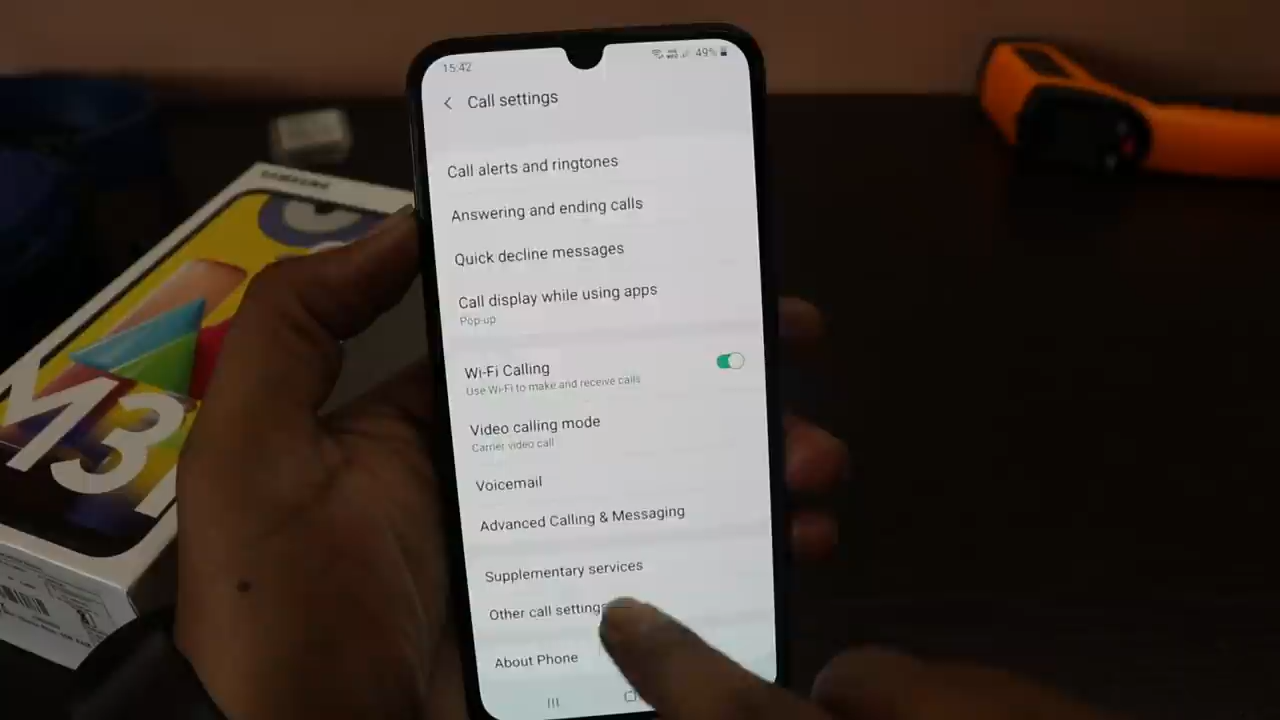 15:42
49%
Call settings
Call alerts and ringtones
Answering and ending calls
Quick decline messages
Call display while using apps
Pop-up
Wi-Fi Calling
Use Wi-Fi to make and receive calls
Video calling mode
Carrier video call
Voicemail
Advanced Calling & Messaging
Supplementary services
Other call settings
About Phone
SAMSUNG
M31